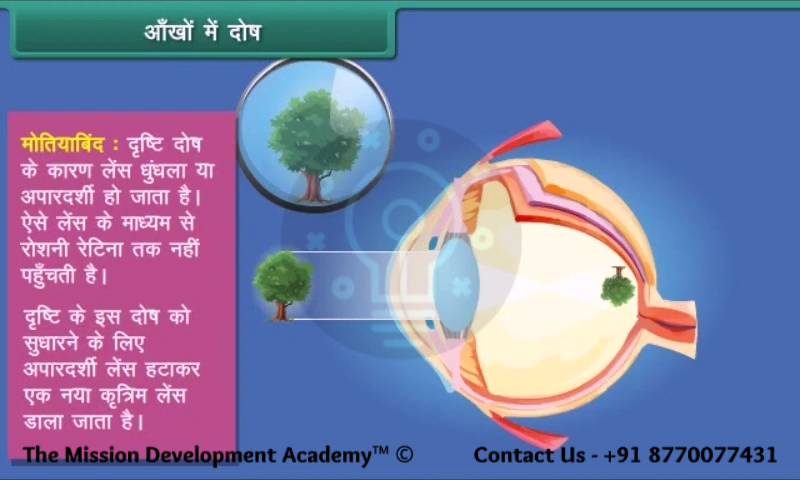 आँखों में दोष
मोतियाबिंद : दृष्टि दोष
के कारण लेंस धुंधला या
अपारदर्शी हो जाता है।
ऐसे लेंस के माध्यम से
रोशनी रेटिना तक नहीं
पहुँचती है।
दृष्टि के इस दोष को
सुधारने के लिए
अपारदर्शी लेंस हटाकर
एक नया कृत्रिम लेंस
डाला जाता है।
The Mission Development Academy™ © Contact Us - +91 8770077431